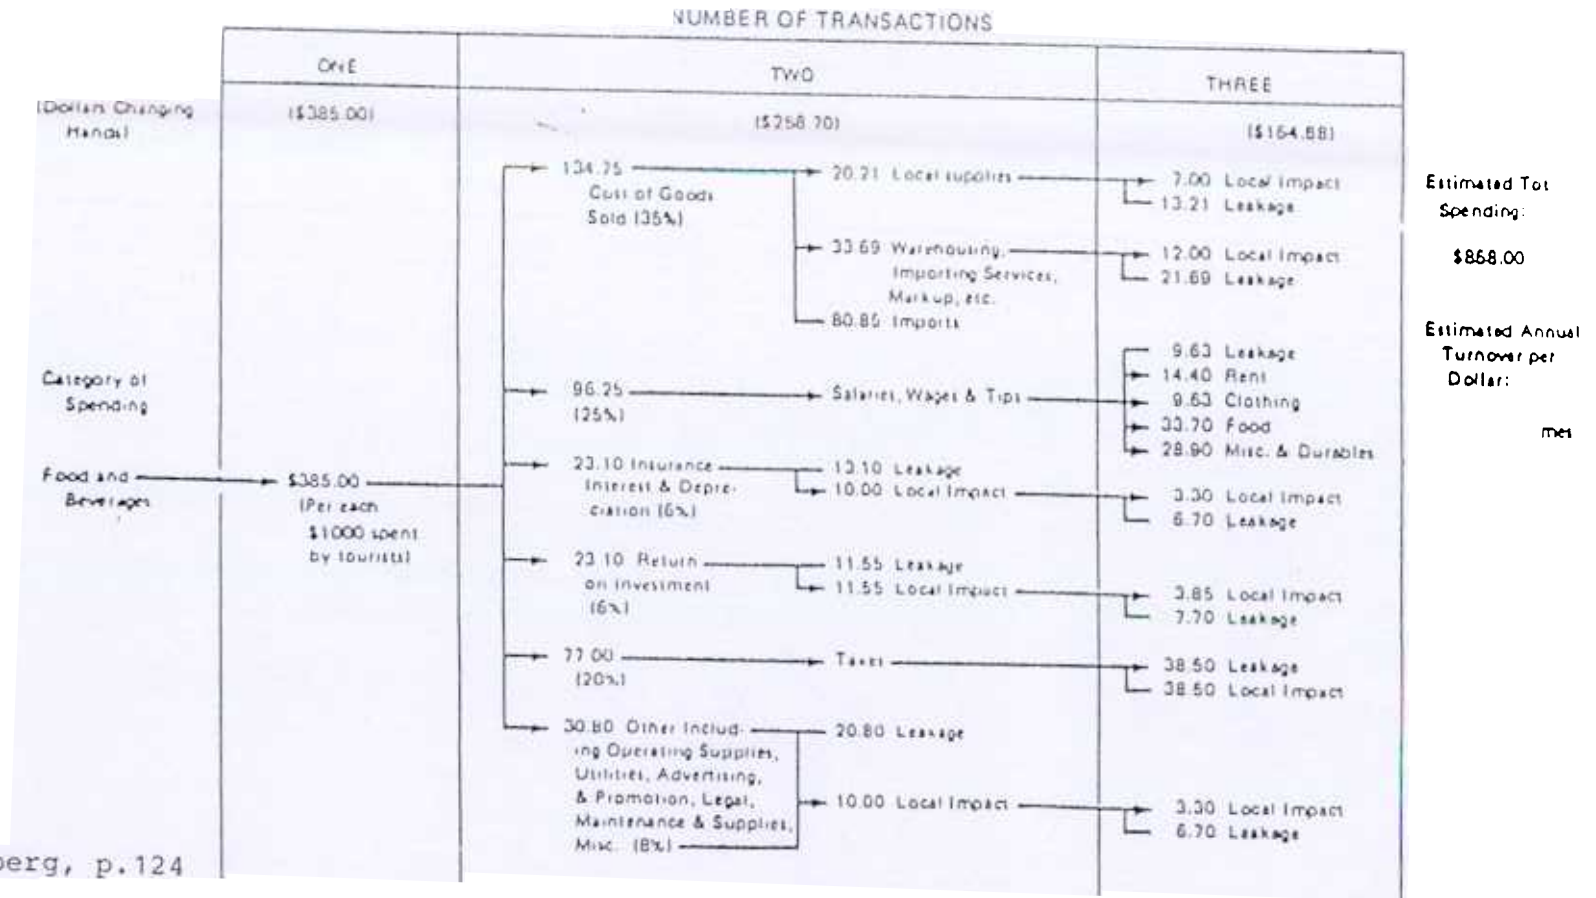 NUMBER OF TRANSACTIONS
ONE
TWO
THREE
(Dollars Changing
Hands)
($385.00)
($258.70)
($154.88)
134.75
Cost of Goods
Sold (35%)
20.21 Local supplies
7.00 Local Impact
13.21 Leakage
33.69 Warehousing,
Importing Services,
Markup, etc.
12.00 Local Impact
21.69 Leakage
80.85 Imports
Estimated Tot
Spending:
$858.00
Estimated Annual
Turnover per
Dollar:
mes
Category of
Spending
96.25
(25%)
Salaries, Wages & Tips
9.63 Leakage
14.40 Rent
9.63 Clothing
33.70 Food
28.90 Misc. & Durables
Food and
Beverages
$385.00
(Per each
$1000 spent
by tourists)
23.10 Insurance
Interest & Depre-
ciation (6%)
13.10 Leakage
10.00 Local Impact
3.30 Local Impact
6.70 Leakage
23.10 Return
on Investment
(6%)
11.55 Leakage
11.55 Local Impact
3.85 Local Impact
7.70 Leakage
77.00
(20%)
Taxes
38.50 Leakage
38.50 Local Impact
30.80 Other Includ-
ing Operating Supplies,
Utilities, Advertising,
& Promotion, Legal,
Maintenance & Supplies,
Misc. (8%)
20.80 Leakage
10.00 Local Impact
3.30 Local Impact
6.70 Leakage
berg, p.124